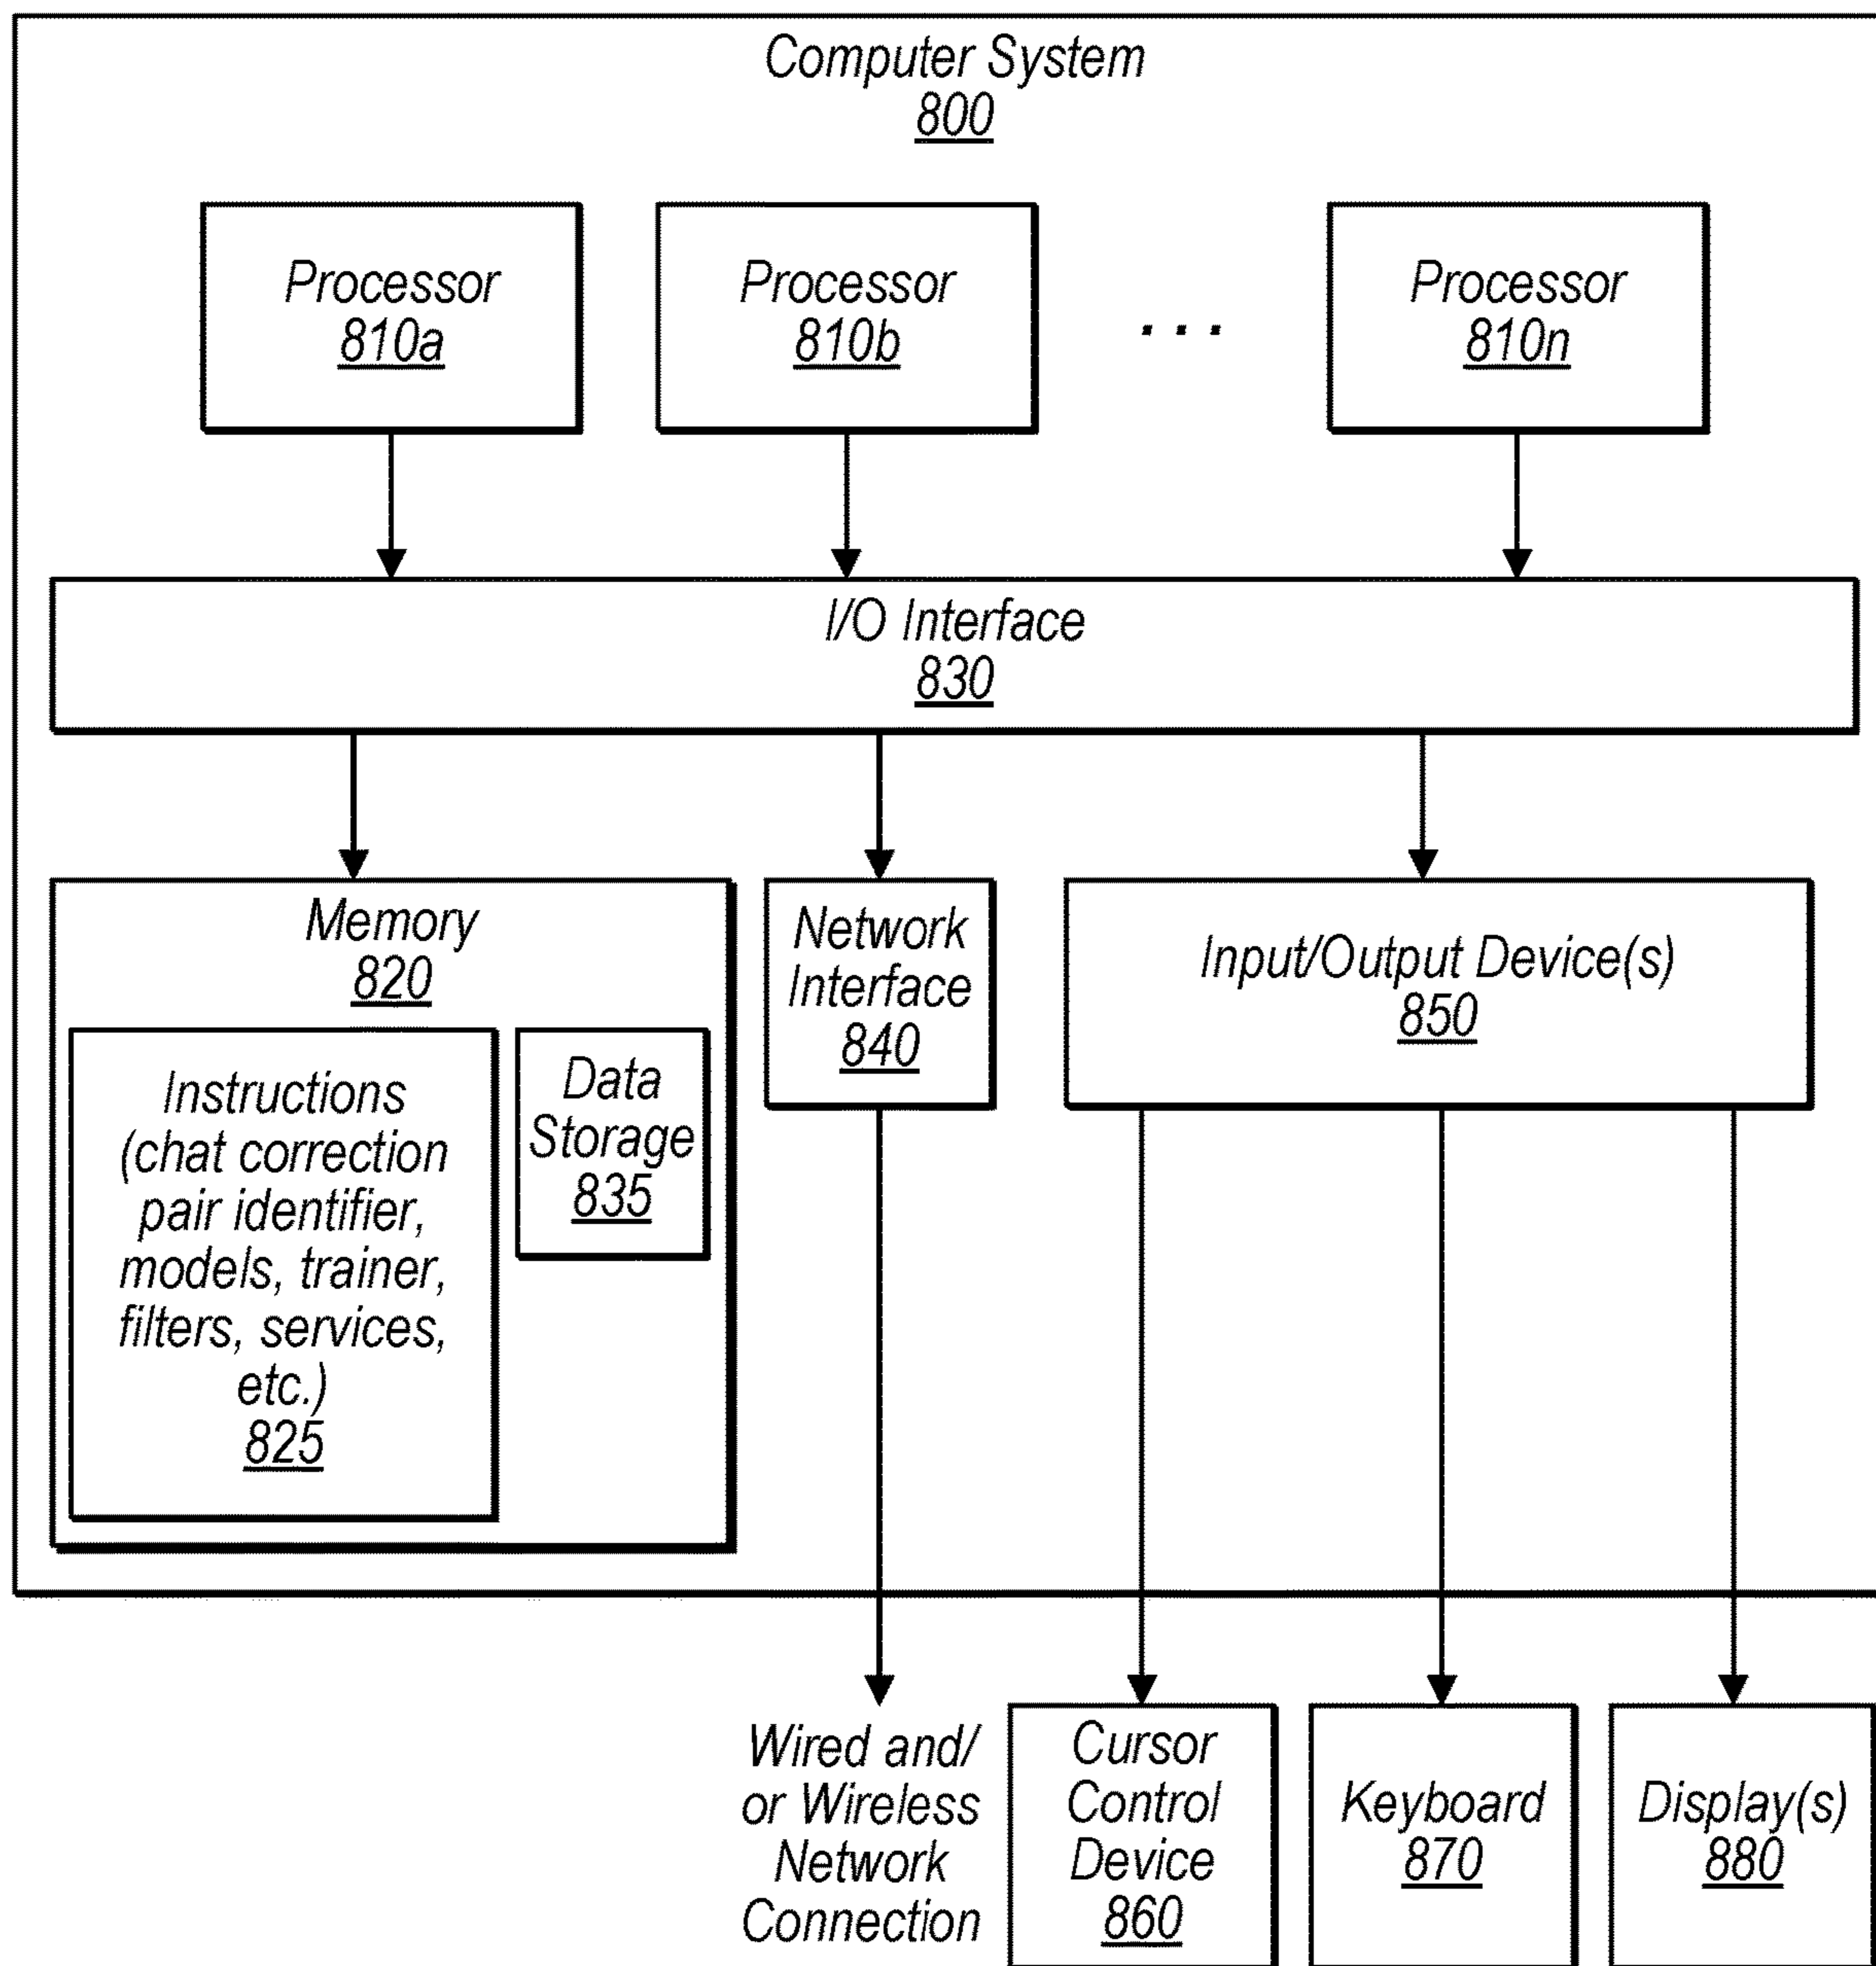 Computer System
800
Processor
810a
Processor
810b
. . .
Processor
810n
I/O Interface
830
Memory
820
Instructions
(chat correction
pair identifier,
models, trainer,
filters, services,
etc.)
825
Data
Storage
835
Network
Interface
840
Input/Output Device(s)
850
Wired and/
or Wireless
Network
Connection
Cursor
Control
Device
860
Keyboard
870
Display(s)
880